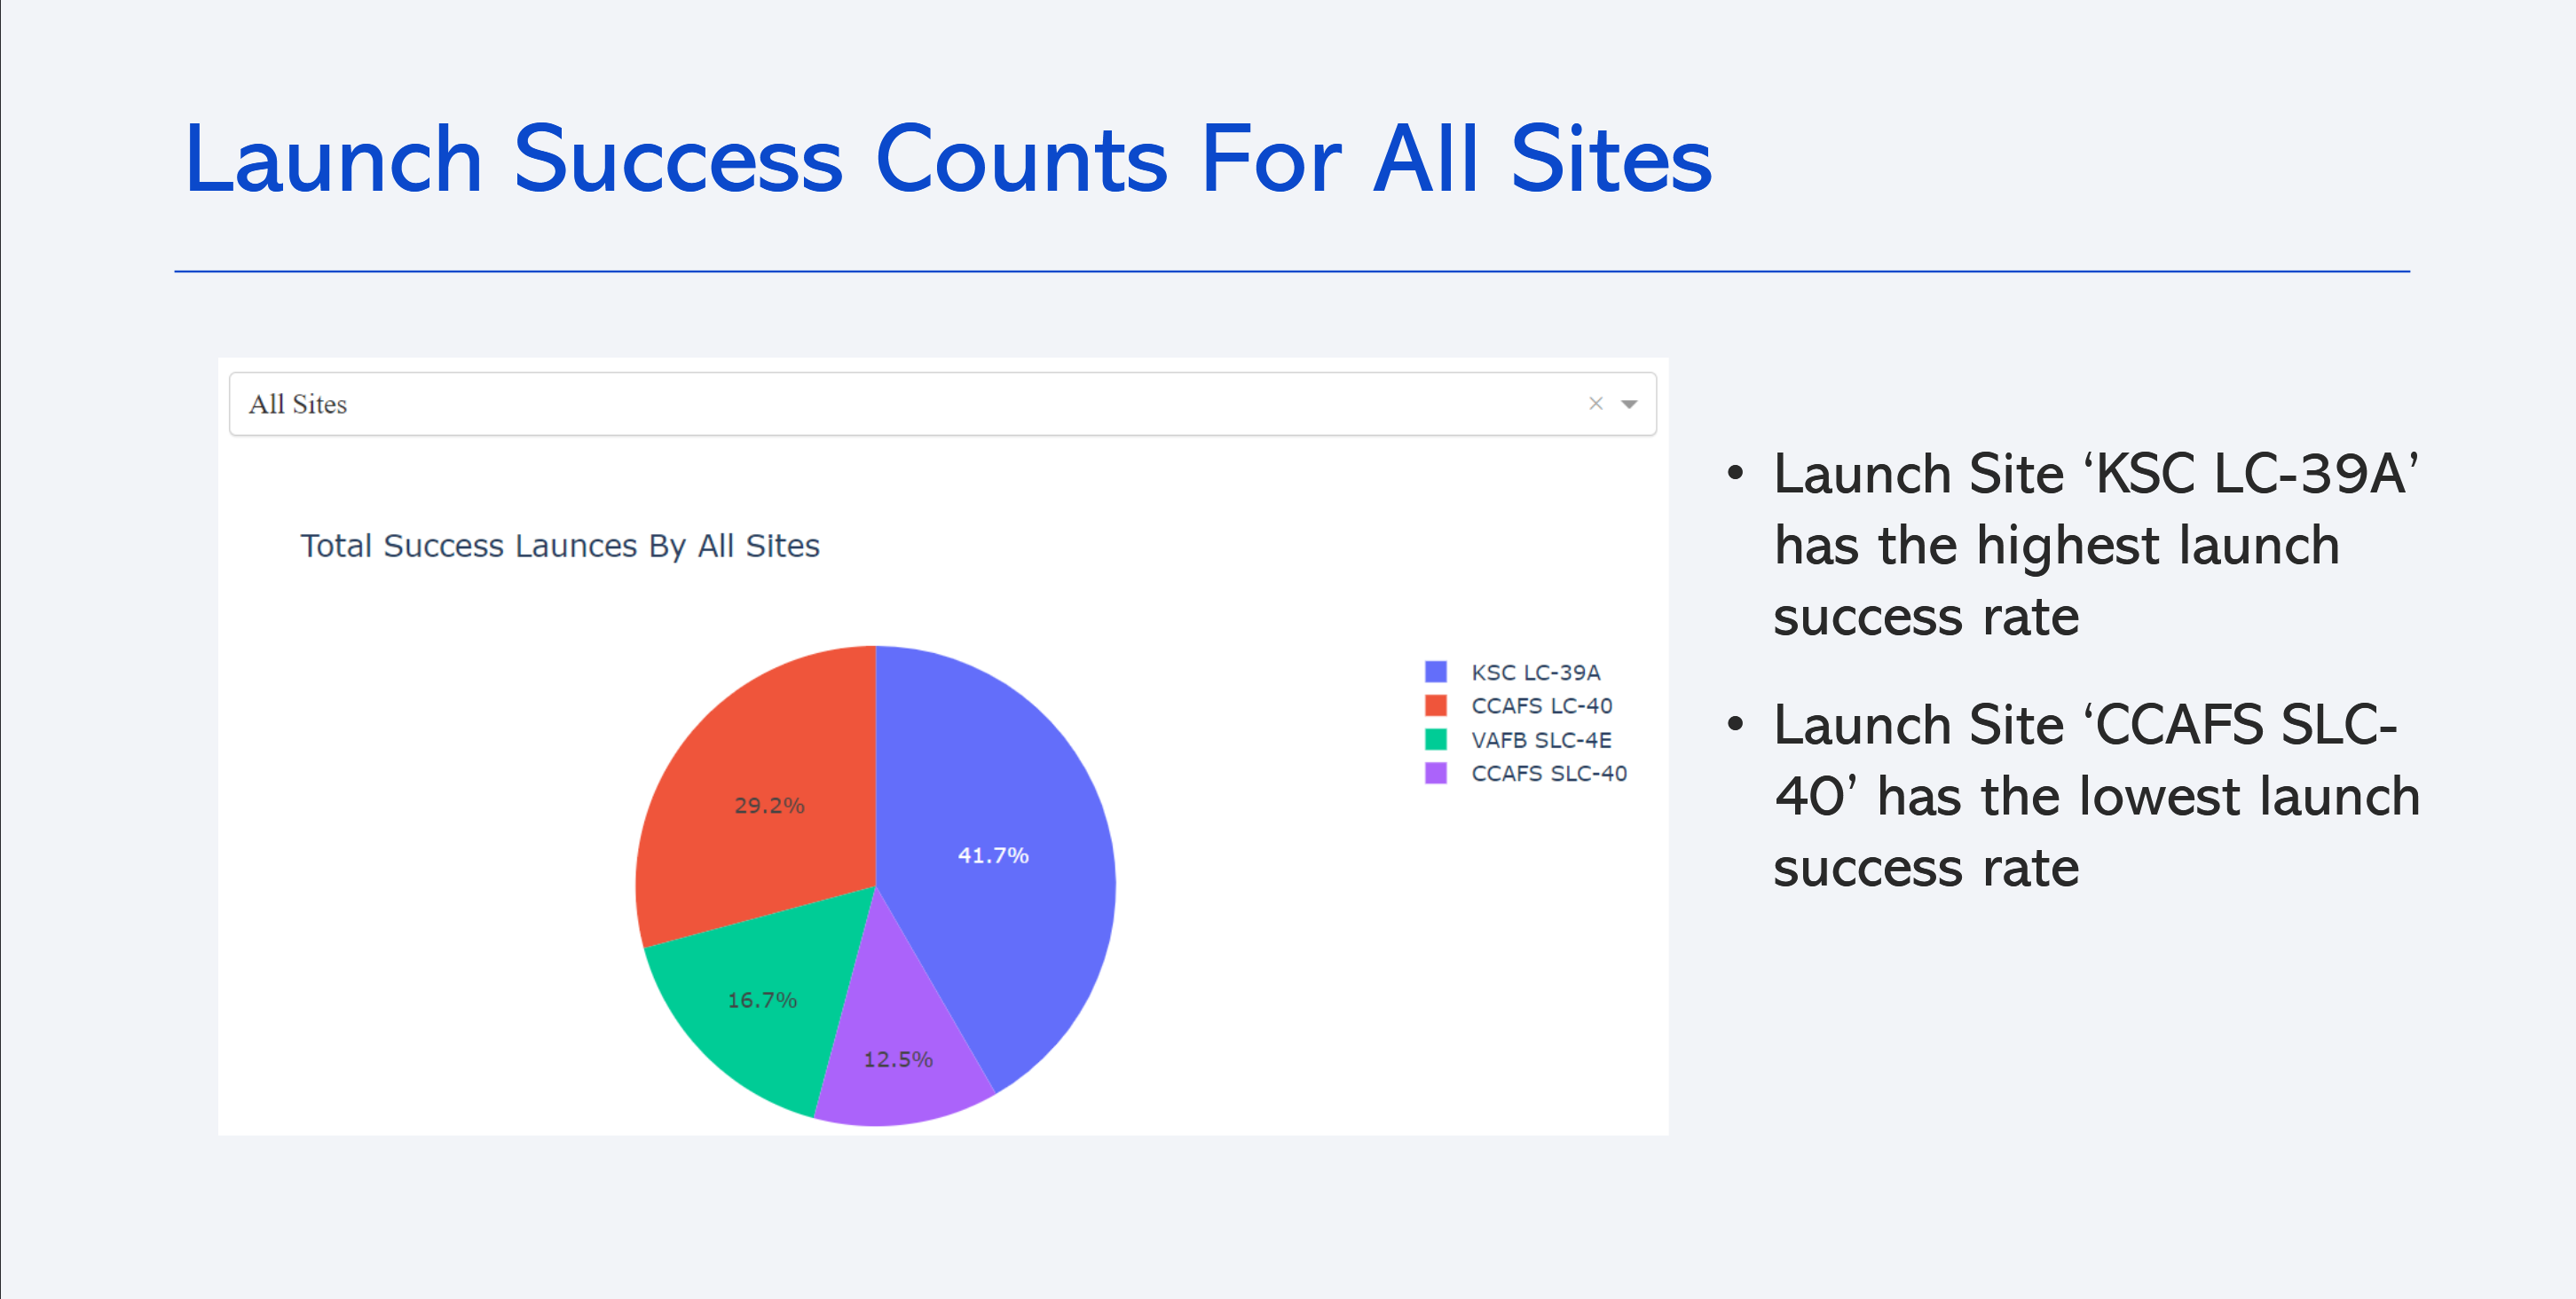 Launch Success Counts For All Sites
All Sites
× 
Total Success Launces By All Sites
KSC LC-39A
CCAFS LC-40
VAFB SLC-4E
CCAFS SLC-40
29.2%
41.7%
16.7%
12.5%
• Launch Site ‘KSC LC-39A’
has the highest launch
success rate
• Launch Site ‘CCAFS SLC-
40’ has the lowest launch
success rate